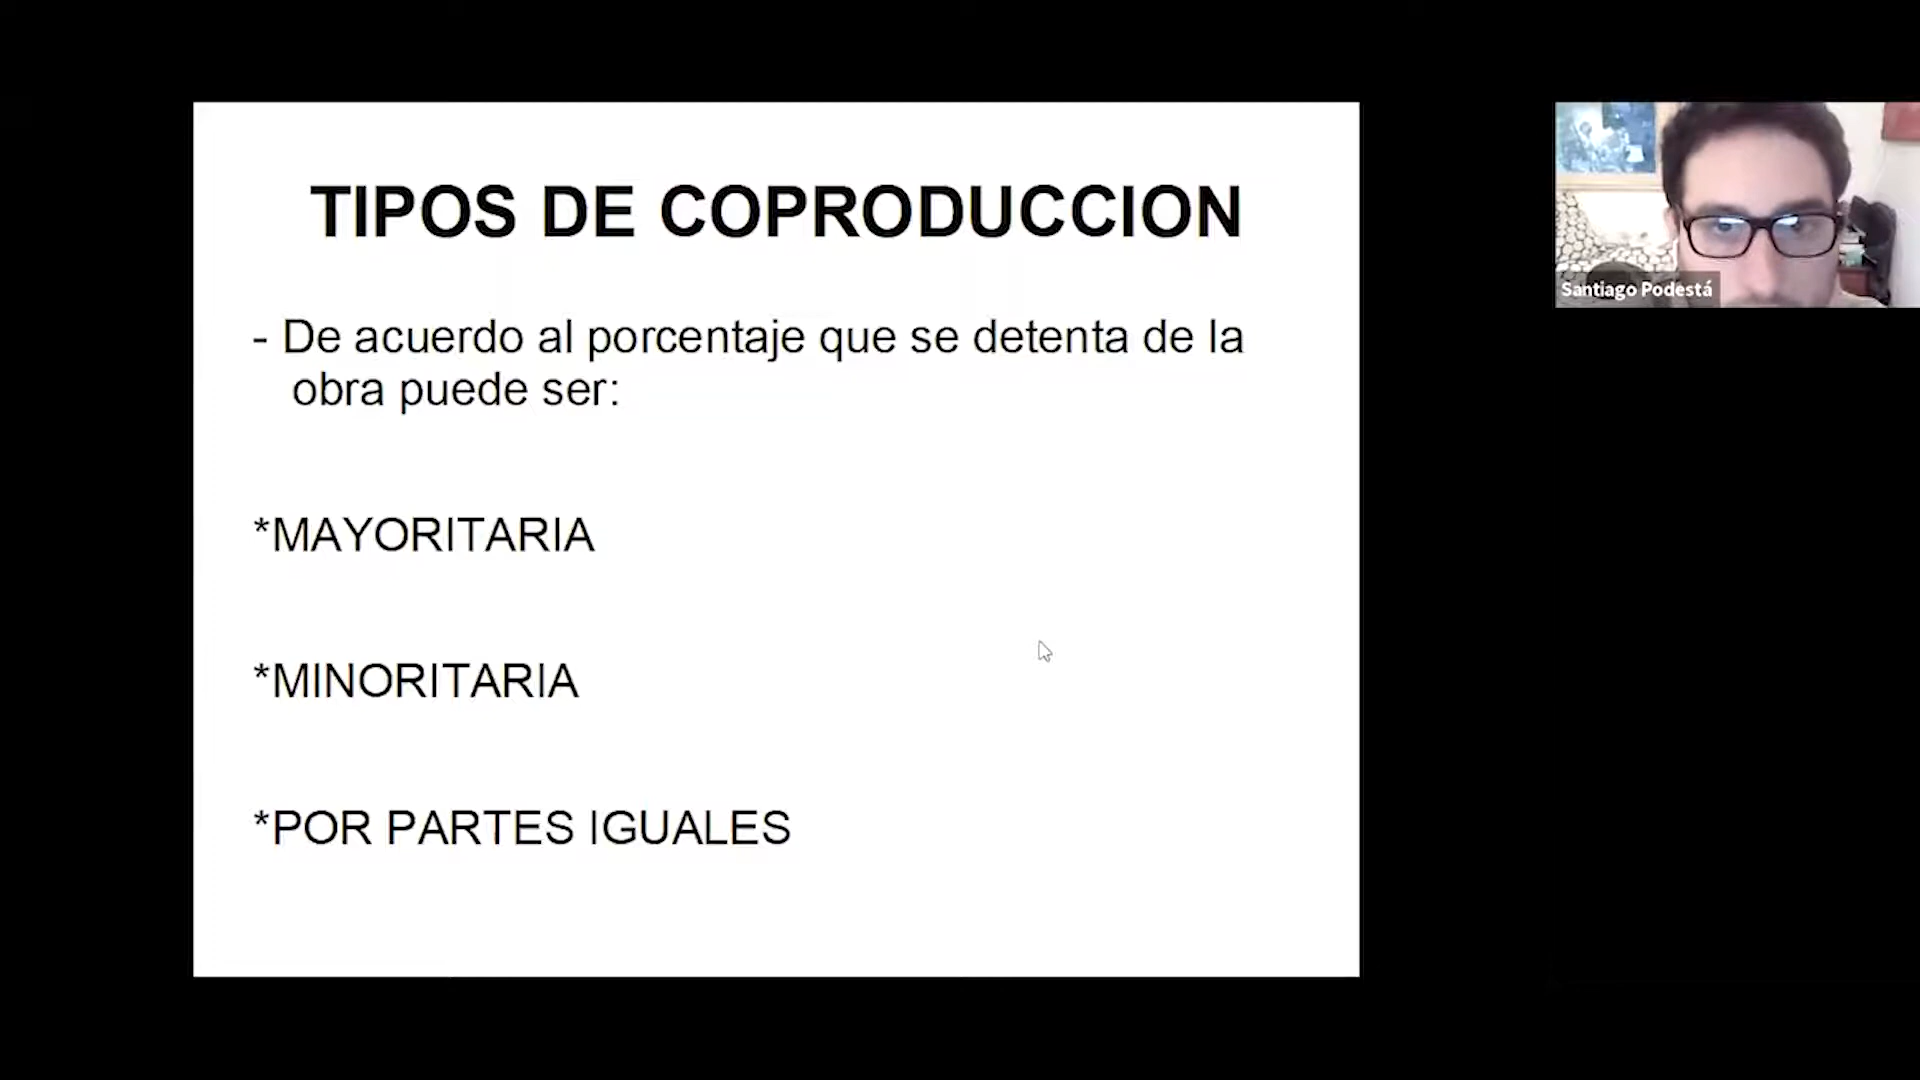 TIPOS DE COPRODUCCION
- De acuerdo al porcentaje que se detenta de la
obra puede ser:
*MAYORITARIA
*MINORITARIA
*POR PARTES IGUALES
Santiago Podestá